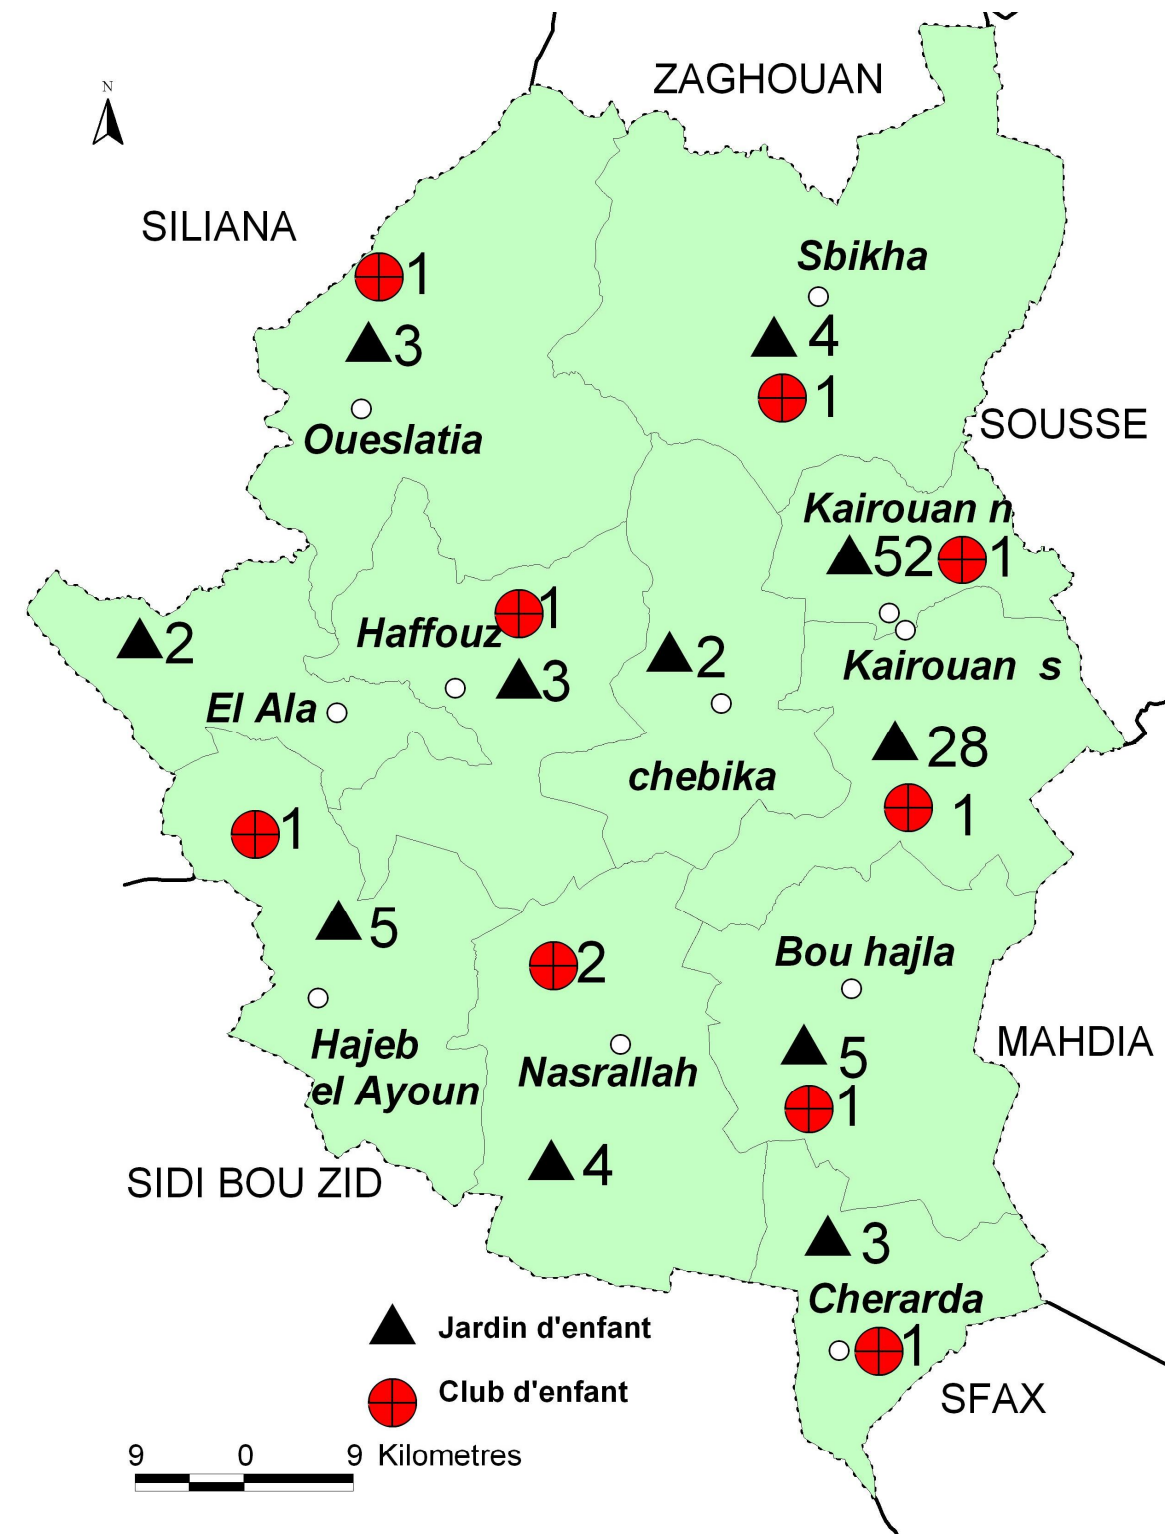 N
ZAGHOUAN
SILIANA
Sbikha
1
3
4
1
Oueslatia
SOUSSE
Kairouan n
52 1
Haffouz 1
2
3
2
Kairouan s
El Ala
28
chebika
1
1
5
2
Bou hajla
Hajeb
el Ayoun
Nasrallah
5
MAHDIA
1
4
SIDI BOU ZID
3
Cherarda
1
SFAX
Jardin d'enfant
Club d'enfant
9 0 9 Kilometres